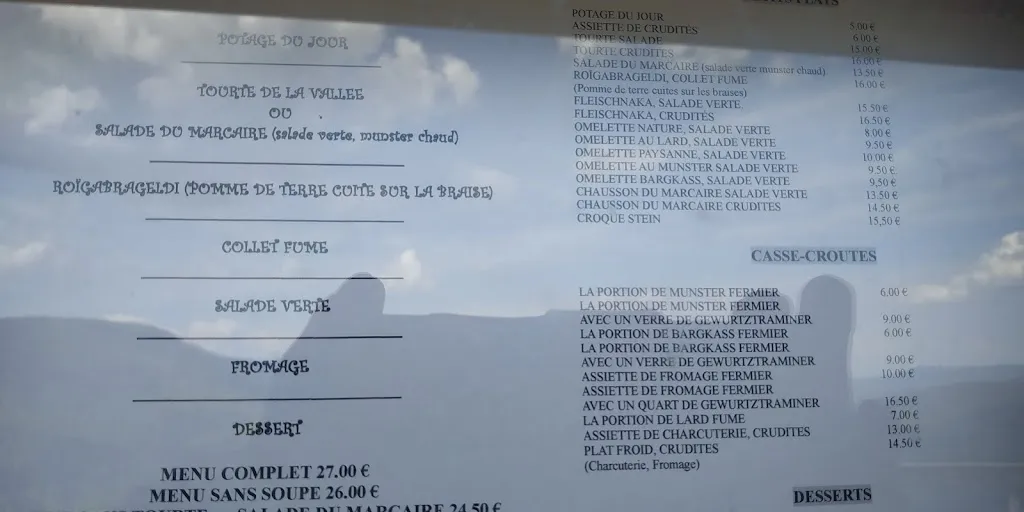 POTAGE DU JOUR
TOURTE DE LA VALLEE
OU
SALADE DU MARCAIRE (salade verte, munster chaud)
ROÏGABRAGELDI (POMME DE TERRE CUITE SUR LA BRAISE)
COLLET FUME
SALADE VERTE
FROMAGE
DESSERT
MENU COMPLET 27.00 €
MENU SANS SOUPE 26.00 €
SALADE DU MARCAIRE 24.50 €
POTAGE DU JOUR 5.00 €
ASSIETTE DE CRUDITÉS 6.00 €
TOURTE SALADE 15.00 €
TOURTE CRUDITES 16.00 €
SALADE DU MARCAIRE (salade verte munster chaud) 13.50 €
ROÏGABRAGELDI, COLLET FUME 16.00 €
(Pomme de terre cuites sur les braises)
FLEISCHNAKA, SALADE VERTE 15.50 €
FLEISCHNAKA, CRUDITÉS 16.50 €
OMELETTE NATURE, SALADE VERTE 8.00 €
OMELETTE AU LARD, SALADE VERTE 9.50 €
OMELETTE PAYSANNE, SALADE VERTE 10.00 €
OMELETTE AU MUNSTER SALADE VERTE 9.50 €
OMELETTE BARGKASS, SALADE VERTE 9,50 €
CHAUSSON DU MARCAIRE SALADE VERTE 13.50 €
CHAUSSON DU MARCAIRE CRUDITES 14.50 €
CROQUE STEIN 15,50 €
CASSE-CROUTES
LA PORTION DE MUNSTER FERMIER 6.00 €
LA PORTION DE MUNSTER FERMIER
AVEC UN VERRE DE GEWURTZTRAMINER 9.00 €
LA PORTION DE BARGKASS FERMIER 6.00 €
LA PORTION DE BARGKASS FERMIER
AVEC UN VERRE DE GEWURTZTRAMINER 9.00 €
ASSIETTE DE FROMAGE FERMIER 10.00 €
ASSIETTE DE FROMAGE FERMIER
AVEC UN QUART DE GEWURTZTRAMINER 16.50 €
LA PORTION DE LARD FUME 7.00 €
ASSIETTE DE CHARCUTERIE, CRUDITES 13.00 €
PLAT FROID, CRUDITES 14.50 €
(Charcuterie, Fromage)
DESSERTS